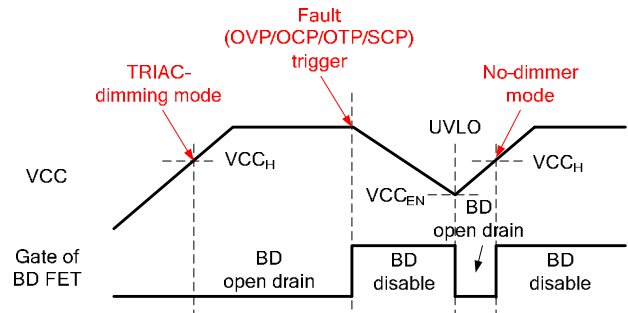 Fault
(OVP/OCP/OTP/SCP)
trigger
TRIAC-
dimming mode
No-dimmer
mode
UVLO
VCC
VCCH
VCCEN
VCCH
BD
open drain
Gate of
BD FET
BD
open drain
BD
disable
BD
disable